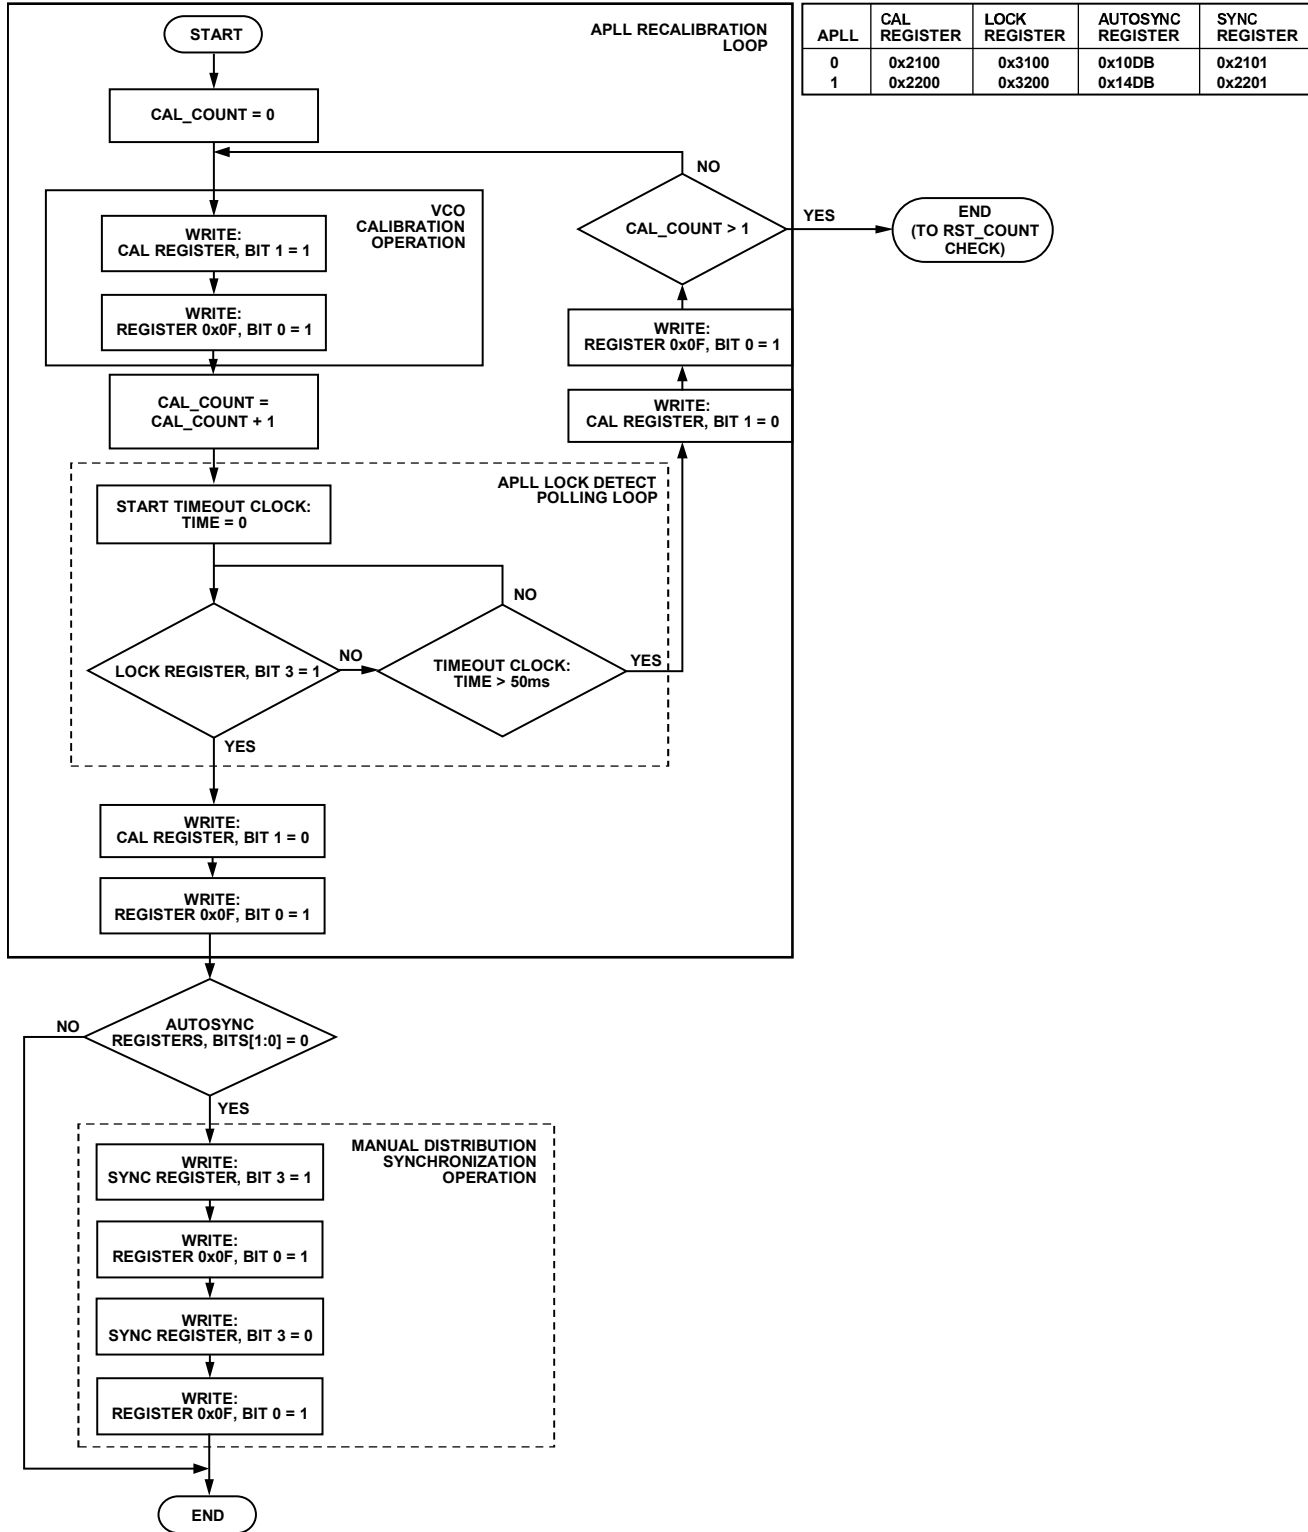 START
APLL RECALIBRATION
LOOP
CAL_COUNT = 0
NO
VCO
CALIBRATION
OPERATION
WRITE:
CAL REGISTER, BIT 1 = 1
CAL_COUNT > 1
YES
END
(TO RST_COUNT
CHECK)
WRITE:
REGISTER 0x0F, BIT 0 = 1
WRITE:
REGISTER 0x0F, BIT 0 = 1
CAL_COUNT =
CAL_COUNT + 1
WRITE:
CAL REGISTER, BIT 1 = 0
APLL LOCK DETECT
POLLING LOOP
START TIMEOUT CLOCK:
TIME = 0
NO
LOCK REGISTER, BIT 3 = 1
NO
TIMEOUT CLOCK:
TIME > 50ms
YES
YES
WRITE:
CAL REGISTER, BIT 1 = 0
WRITE:
REGISTER 0x0F, BIT 0 = 1
NO
AUTOSYNC
REGISTERS, BITS[1:0] = 0
YES
MANUAL DISTRIBUTION
SYNCHRONIZATION
OPERATION
WRITE:
SYNC REGISTER, BIT 3 = 1
WRITE:
REGISTER 0x0F, BIT 0 = 1
WRITE:
SYNC REGISTER, BIT 3 = 0
WRITE:
REGISTER 0x0F, BIT 0 = 1
END
APLL CAL REGISTER LOCK REGISTER AUTOSYNC REGISTER SYNC REGISTER
0 0x2100 0x3100 0x10DB 0x2101
1 0x2200 0x3200 0x14DB 0x2201